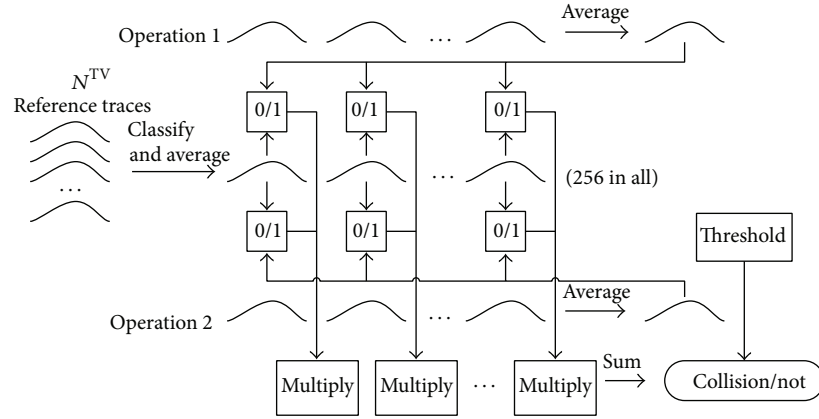 Operation 1
...
Average
N^TV
Reference traces
...
Classify
and average
0/1
0/1
0/1
...
(256 in all)
0/1
0/1
0/1
Threshold
Operation 2
...
Average
Multiply
Multiply
...
Multiply
Sum
Collision/not